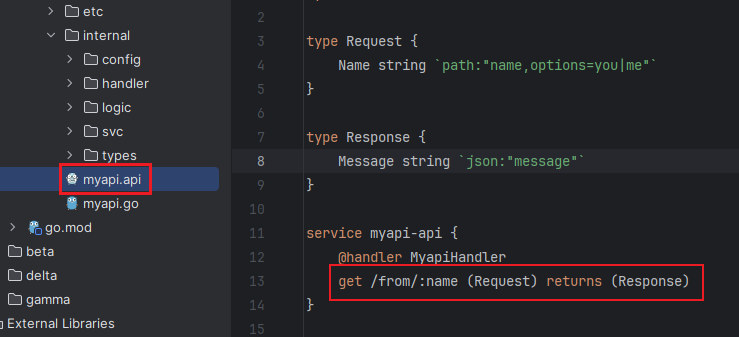 etc
internal
config
handler
logic
svc
types
myapi.api
myapi.go
go.mod
beta
delta
gamma
External Libraries
2
3 type Request {
4 Name string `path:"name,options=you|me"`
5 }
6
7 type Response {
8 Message string `json:"message"`
9 }
10
11 service myapi-api {
12 @handler MyapiHandler
13 get /from/:name (Request) returns (Response)
14 }
15